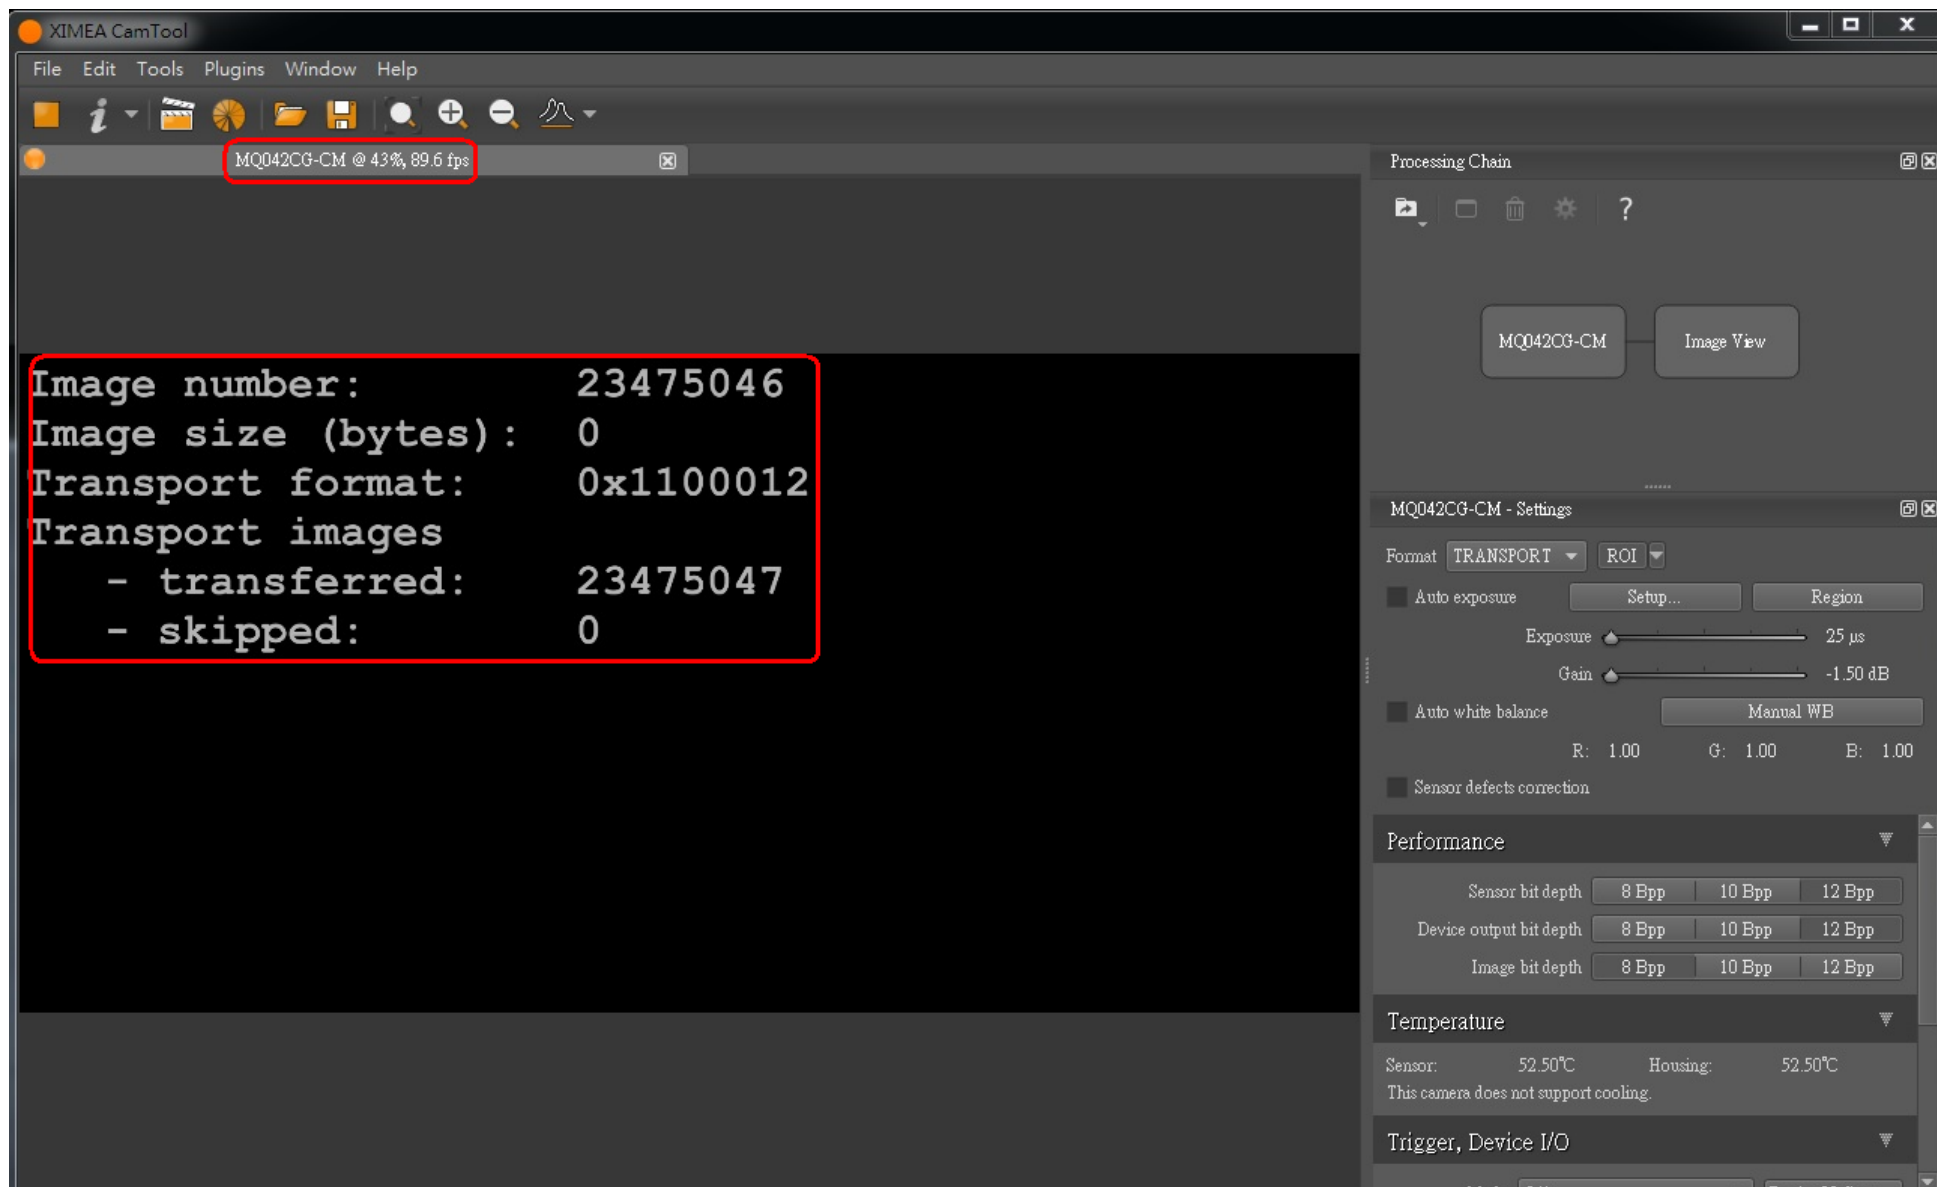 XIMEA CamTool
File Edit Tools Plugins Window Help
MQ042CG-CM @ 43%, 89.6 fps
Image number: 23475046
Image size (bytes): 0
Transport format: 0x1100012
Transport images
- transferred: 23475047
- skipped: 0
Processing Chain
?
MQ042CG-CM
Image View
MQ042CG-CM - Settings
Format TRANSPORT ROI
Auto exposure Setup... Region
Exposure 25 µs
Gain -1.50 dB
Auto white balance Manual WB
R: 1.00 G: 1.00 B: 1.00
Sensor defects correction
Performance
Sensor bit depth 8 Bpp 10 Bpp 12 Bpp
Device output bit depth 8 Bpp 10 Bpp 12 Bpp
Image bit depth 8 Bpp 10 Bpp 12 Bpp
Temperature
Sensor: 52.50℃ Housing: 52.50℃
This camera does not support cooling.
Trigger, Device I/O